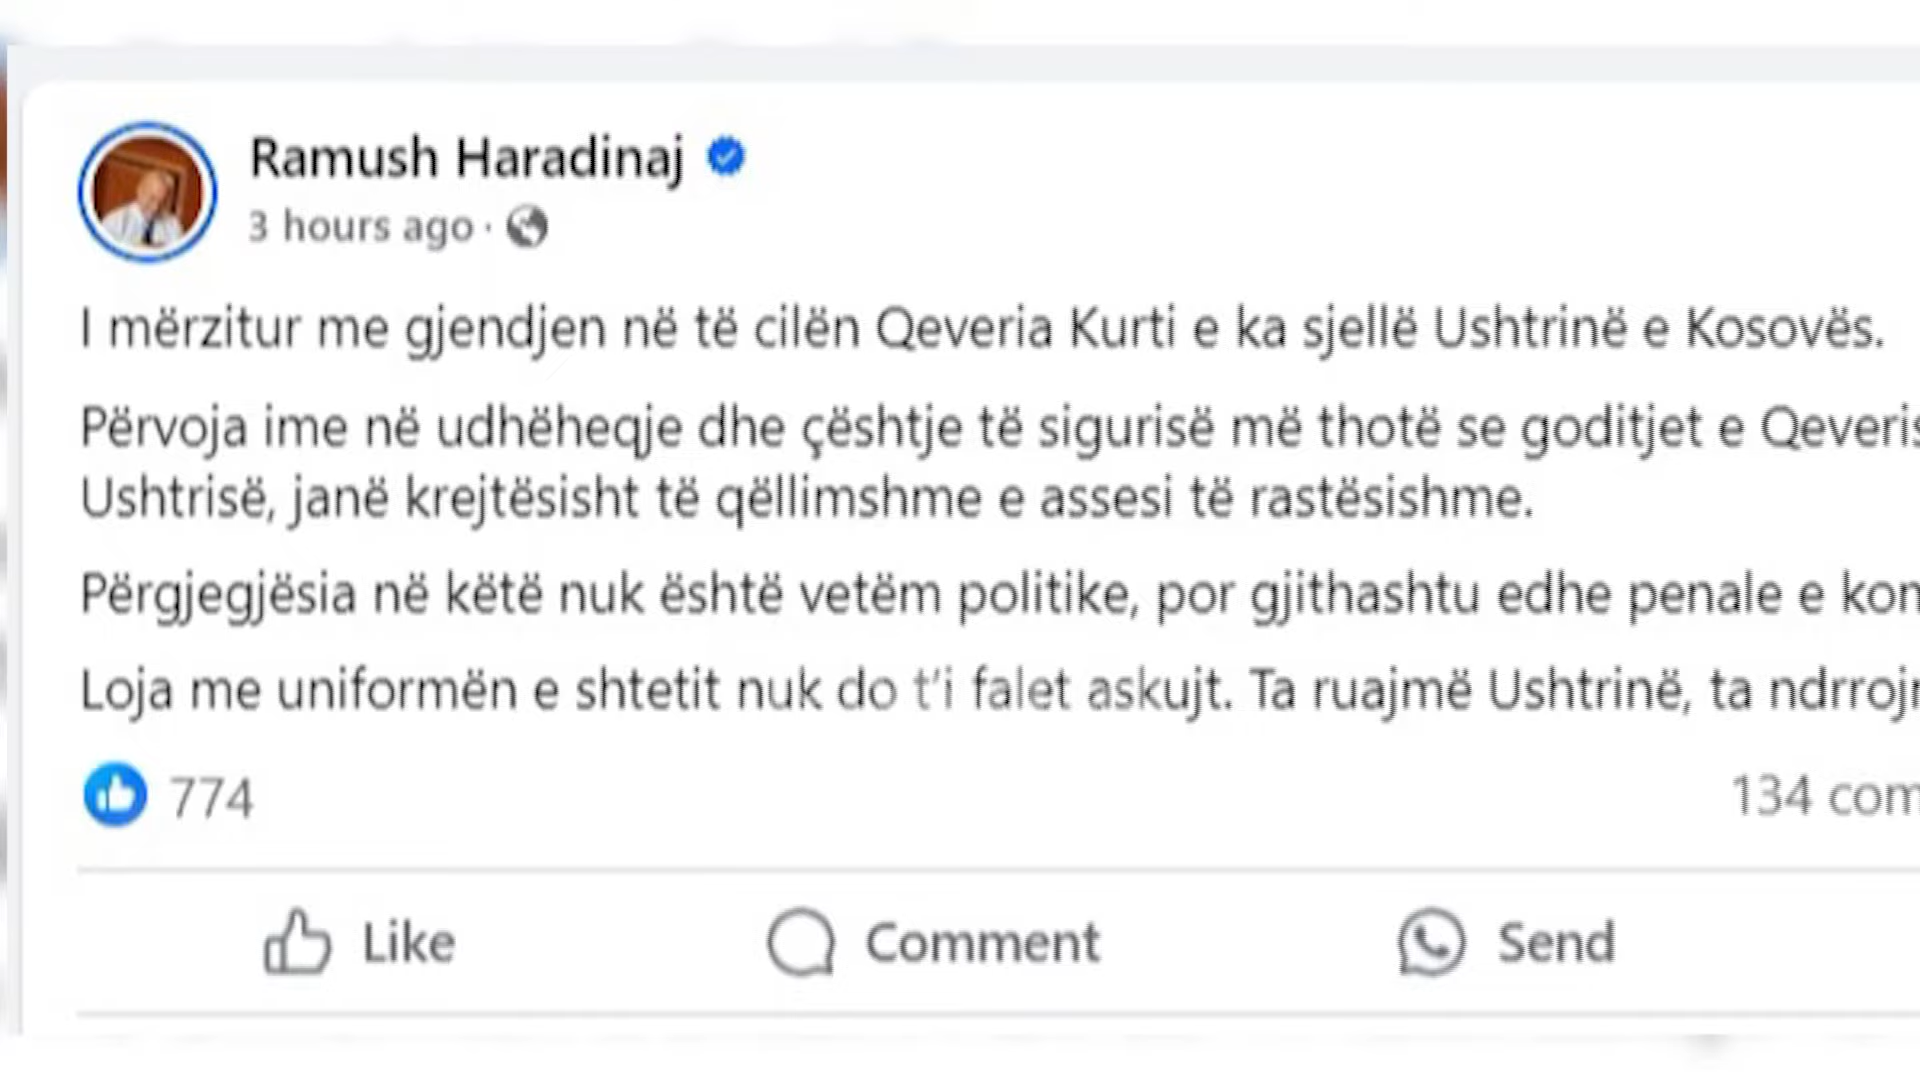 Ramush Haradinaj
3 hours ago ·
I mërzitur me gjendjen në të cilën Qeveria Kurti e ka sjellë Ushtrinë e Kosovës.
Përvoja ime në udhëheqje dhe çështje të sigurisë më thotë se goditjet e
Ushtrisë, janë krejtësisht të qëllimshme e assesi të rastësishme.
Përgjegjësia në këtë nuk është vetëm politike, por gjithashtu edhe penale e
Loja me uniformën e shtetit nuk do t'i falet askujt. Ta ruajmë Ushtrinë, ta
774
134
Like
Comment
Send